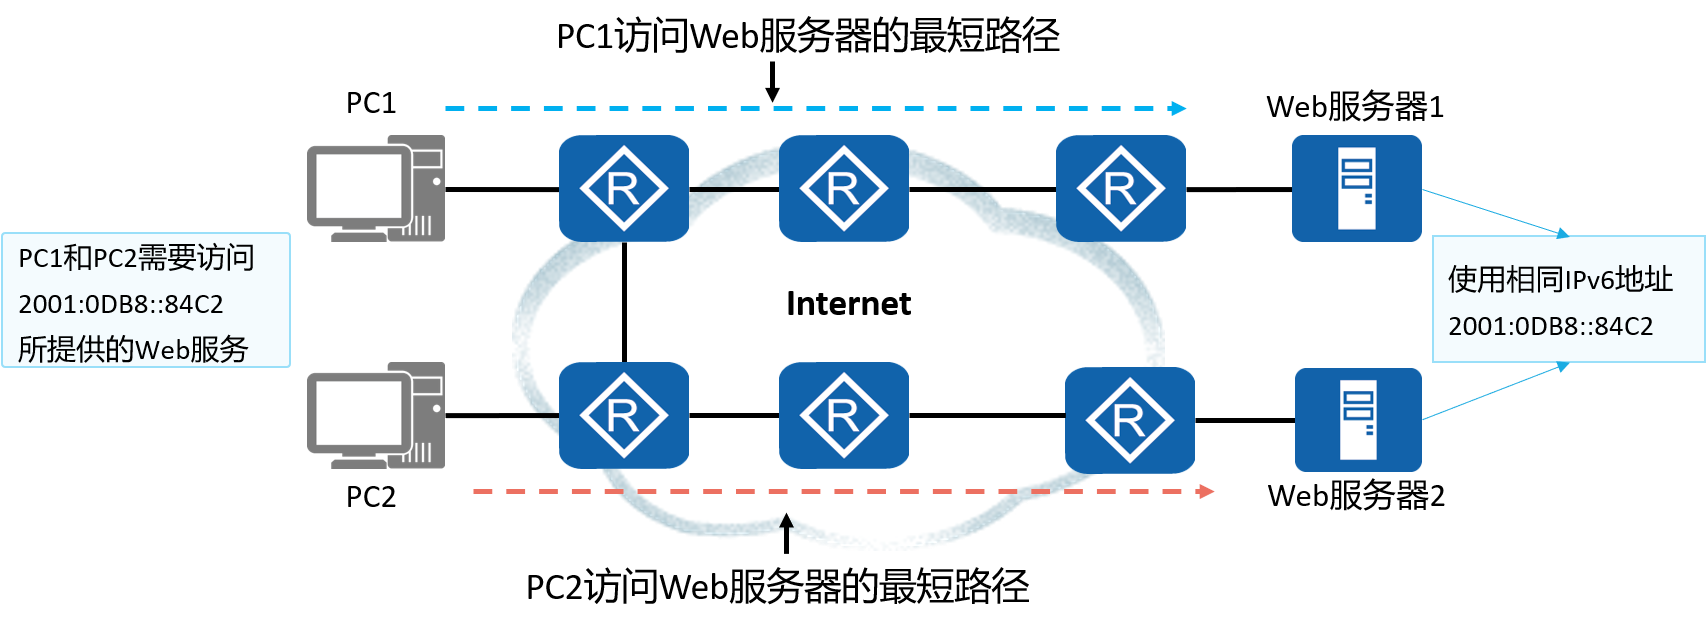 PC1访问Web服务器的最短路径
PC1
Web服务器1
R
R
R
PC1和PC2需要访问
2001:0DB8::84C2
所提供的Web服务
Internet
使用相同IPv6地址
2001:0DB8::84C2
R
R
R
PC2
Web服务器2
PC2访问Web服务器的最短路径